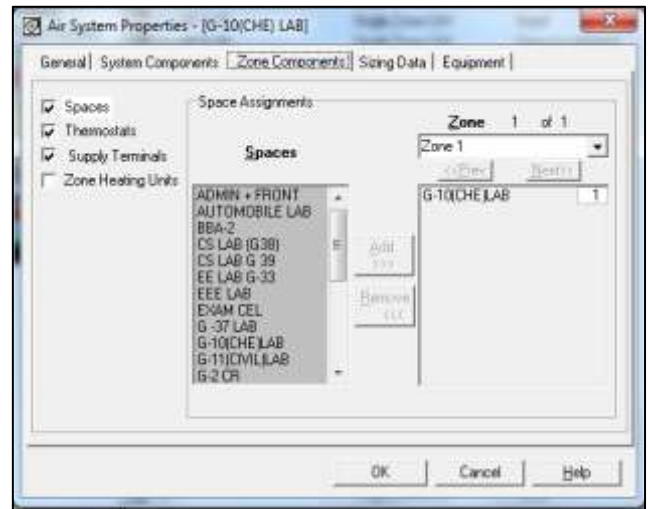 Air System Properties - [G-10(CHE) LAB]
General System Components Zone Components Sizing Data Equipment
Spaces
Thermostats
Supply Terminals
Zone Heating Units
Space Assignments
Spaces
ADMIN + FRONT
AUTOMOBILE LAB
BBA-2
CS LAB (G38)
CS LAB G 39
EE LAB G-33
EEE LAB
EXAM CEL
G -37 LAB
G-10(CHE)LAB
G-11(CIVIL)LAB
G-2 CR
Add
>>>
Remove
<<<
Zone 1 of 1
Zone 1
<<Prev Next>>
G-10(CHE)LAB 1
OK Cancel Help